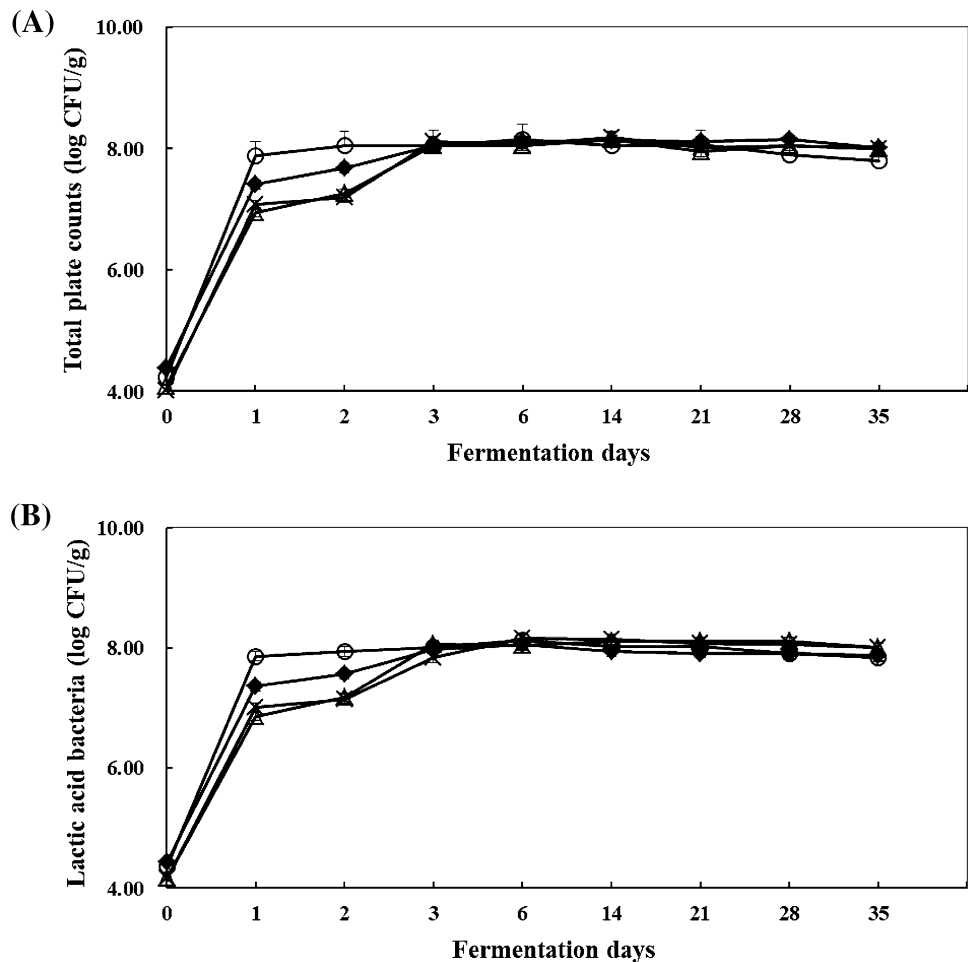 (A)
10.00
8.00
6.00
4.00
Total plate counts (log CFU/g)
0 1 2 3 6 14 21 28 35
Fermentation days
(B)
10.00
8.00
6.00
4.00
Lactic acid bacteria (log CFU/g)
0 1 2 3 6 14 21 28 35
Fermentation days